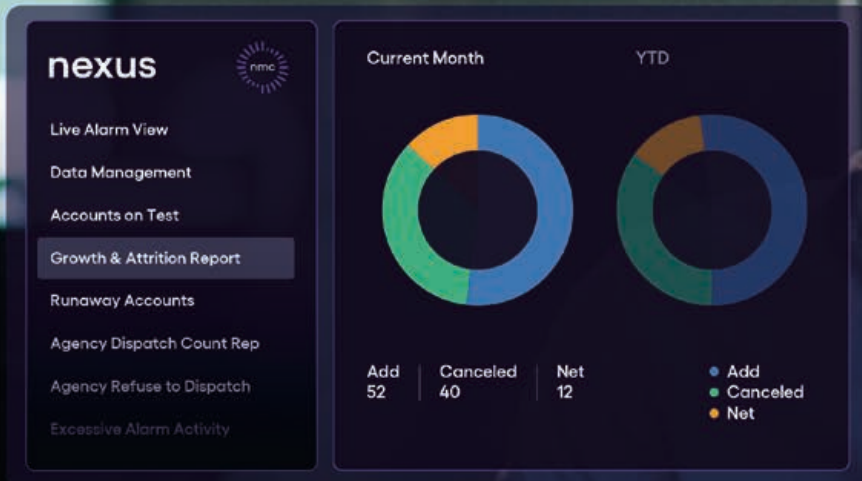 nexus
nmc
Live Alarm View
Data Management
Accounts on Test
Growth & Attrition Report
Runaway Accounts
Agency Dispatch Count Rep
Agency Refuse to Dispatch
Excessive Alarm Activity
Current Month
YTD
Add
52
Canceled
40
Net
12
Add
Canceled
Net